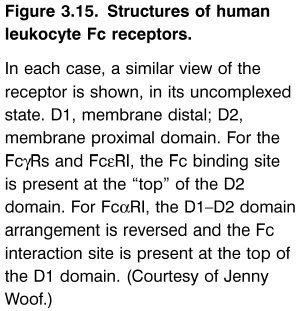 Figure 3.15. Structures of human
leukocyte Fc receptors.
In each case, a similar view of the
receptor is shown, in its uncomplexed
state. D1, membrane distal; D2,
membrane proximal domain. For the
FcγRs and FcεRI, the Fc binding site
is present at the “top” of the D2
domain. For FcαRI, the D1–D2 domain
arrangement is reversed and the Fc
interaction site is present at the top of
the D1 domain. (Courtesy of Jenny
Woof.)